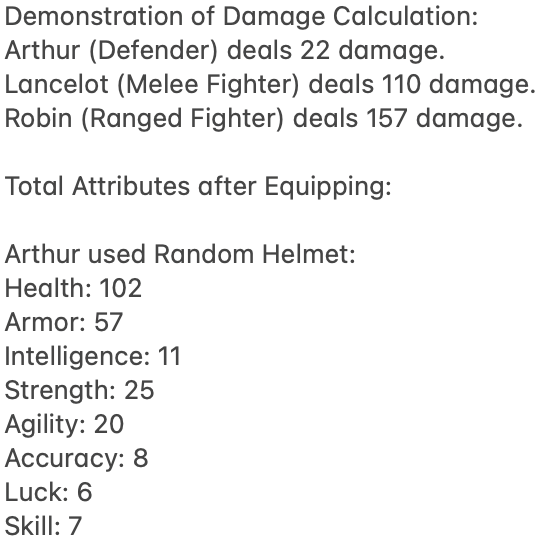 Demonstration of Damage Calculation:
Arthur (Defender) deals 22 damage.
Lancelot (Melee Fighter) deals 110 damage.
Robin (Ranged Fighter) deals 157 damage.
Total Attributes after Equipping:
Arthur used Random Helmet:
Health: 102
Armor: 57
Intelligence: 11
Strength: 25
Agility: 20
Accuracy: 8
Luck: 6
Skill: 7